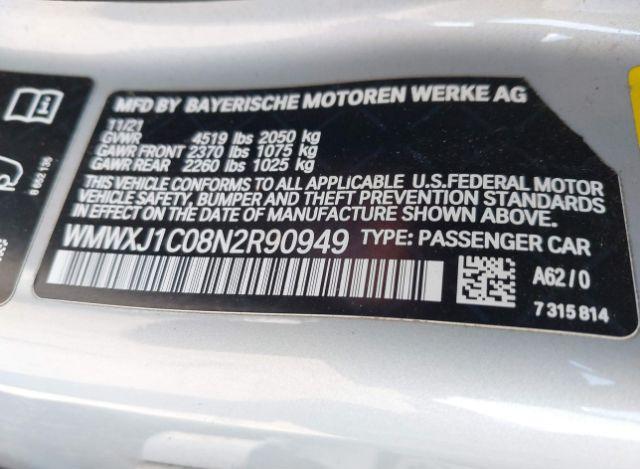 MFD BY BAYERISCHE MOTOREN WERKE AG
11/21
GVWR 4519 lbs 2050 kg
GAWR FRONT 2370 lbs 1075 kg
GAWR REAR 2260 lbs 1025 kg
THIS VEHICLE CONFORMS TO ALL APPLICABLE U.S.FEDERAL MOTOR
VEHICLE SAFETY, BUMPER AND THEFT PREVENTION STANDARDS
IN EFFECT ON THE DATE OF MANUFACTURE SHOWN ABOVE.
WMWXJ1C08N2R90949 TYPE: PASSENGER CAR
A62/0
7 315 814
8 652 136